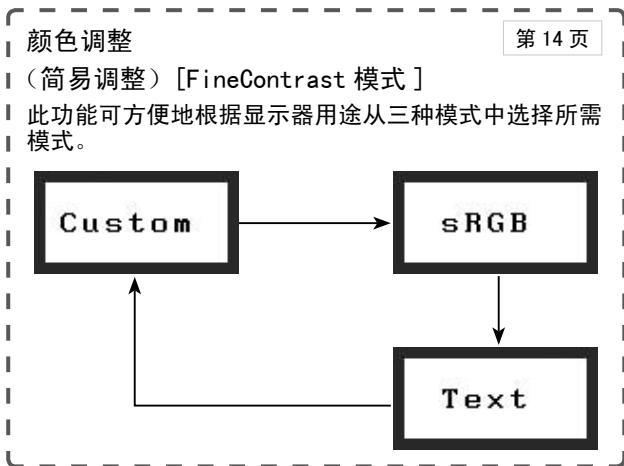 颜色调整
第 14 页
（简易调整）[FineContrast 模式 ]
此功能可方便地根据显示器用途从三种模式中选择所需
模式。
Custom
sRGB
Text